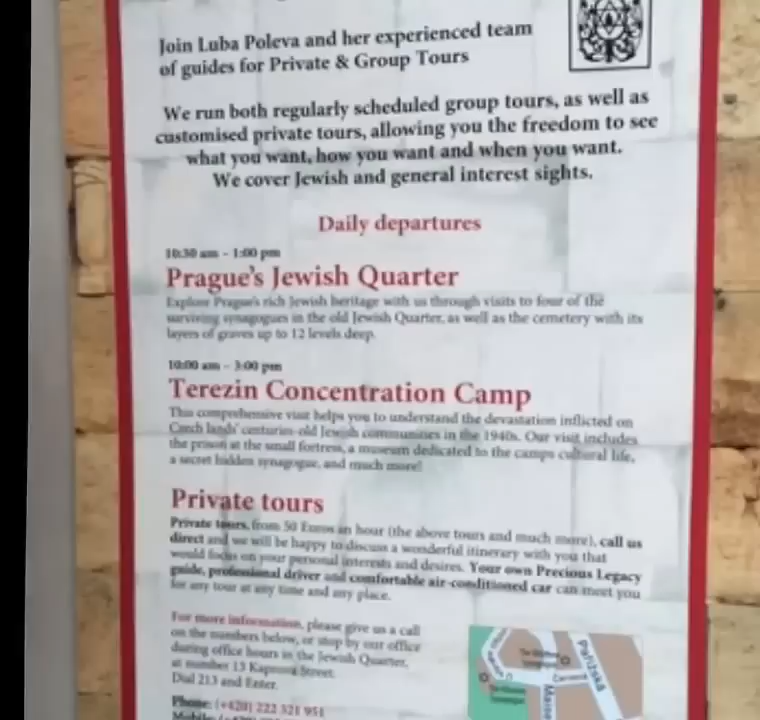 Join Luba Poleva and her experienced team
of guides for Private & Group Tours
We run both regularly scheduled group tours, as well as
customised private tours, allowing you the freedom to see
what you want, how you want and when you want.
We cover Jewish and general interest sights.
Daily departures
10:30 am – 1:00 pm
Prague's Jewish Quarter
Explore Prague's rich Jewish heritage with us through visits to four of the
surviving synagogues in the old Jewish Quarter, as well as the cemetery with its
layers of graves up to 12 levels deep.
10:00 am – 3:00 pm
Terezin Concentration Camp
This comprehensive visit helps you to understand the devastation inflicted on
Czech lands' centuries-old Jewish communities in the 1940s. Our visit includes
the prison at the small fortress, a museum dedicated to the camps cultural life,
a secret hidden synagogue, and much more!
Private tours
Private tours, from 50 Euros an hour (the above tours and much more), call us
direct and we will be happy to discuss a wonderful itinerary with you that
would focus on your personal interests and desires. Your own Precious Legacy
guide, professional driver and comfortable air-conditioned car can meet you
for any tour at any time and any place.
For more information, please give us a call
on the numbers below, or stop by our office
during office hours in the Jewish Quarter,
at number 13 Kaprova Street.
Dial 213 and Enter.
Phone: (+420) 222 321 951
Pařížská